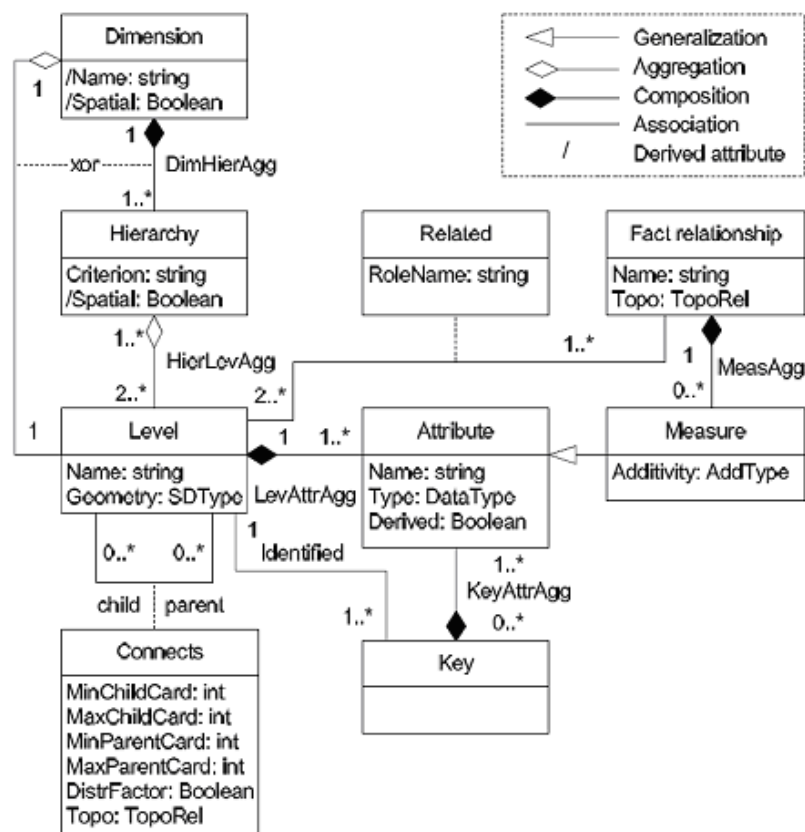 Dimension
/Name: string
/Spatial: Boolean
1
1
xor
DimHierAgg
1..*
Generalization
Aggregation
Composition
Association
/ Derived attribute
Hierarchy
Criterion: string
/Spatial: Boolean
1..*
HierLevAgg
2..*
Related
RoleName: string
Fact relationship
Name: string
Topo: TopoRel
1..*
2..*
1
MeasAgg
0..*
1
Level
Name: string
Geometry: SDType
1
1..*
LevAttrAgg
Attribute
Name: string
Type: DataType
Derived: Boolean
Measure
Additivity: AddType
0..*
0..*
child
parent
1
Identified
1..*
1..*
KeyAttrAgg
0..*
Key
Connects
MinChildCard: int
MaxChildCard: int
MinParentCard: int
MaxParentCard: int
DistrFactor: Boolean
Topo: TopoRel